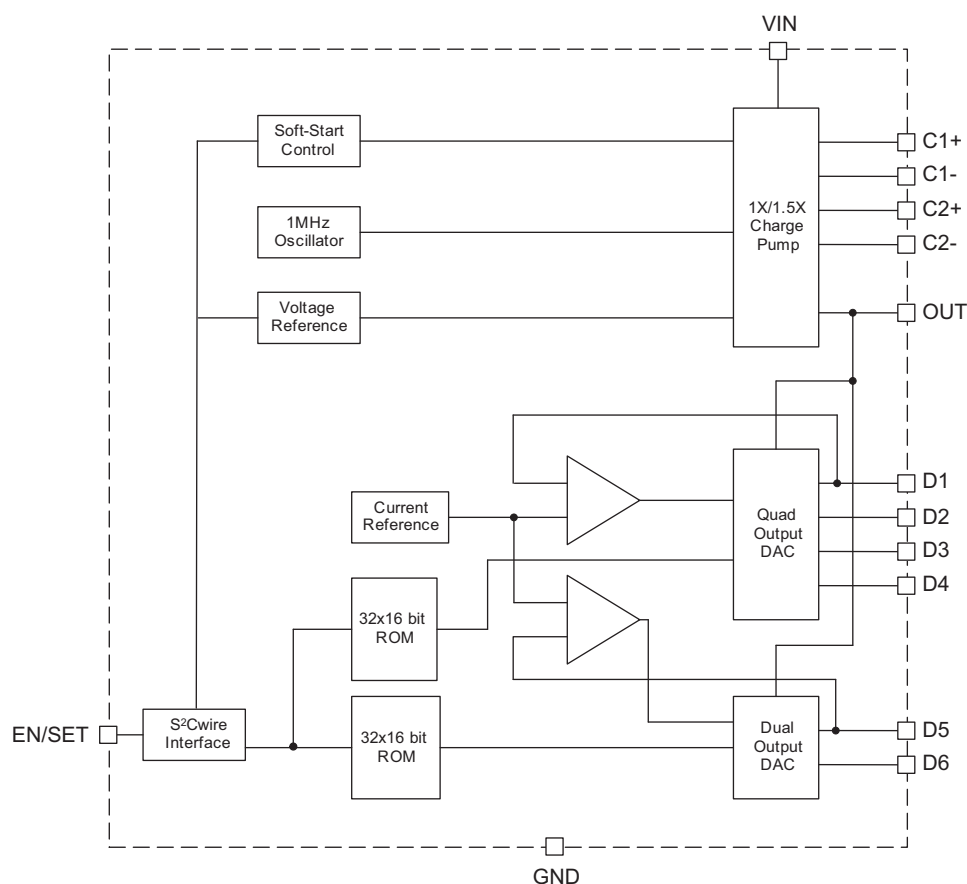 VIN
Soft-Start
Control
C1+
C1-
1X/1.5X
Charge
Pump
C2+
C2-
1MHz
Oscillator
Voltage
Reference
OUT
D1
Current
Reference
Quad
Output
DAC
D2
D3
D4
32x16 bit
ROM
EN/SET
S²Cwire
Interface
32x16 bit
ROM
Dual
Output
DAC
D5
D6
GND